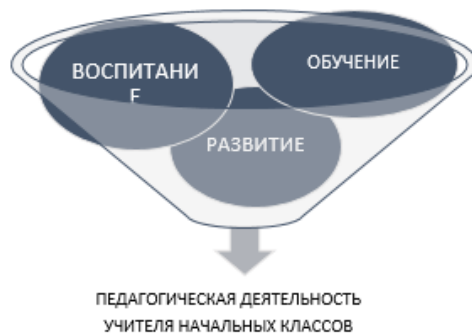 ВОСПИТАНИ
Е
ОБУЧЕНИЕ
РАЗВИТИЕ
ПЕДАГОГИЧЕСКАЯ ДЕЯТЕЛЬНОСТЬ
УЧИТЕЛЯ НАЧАЛЬНЫХ КЛАССОВ